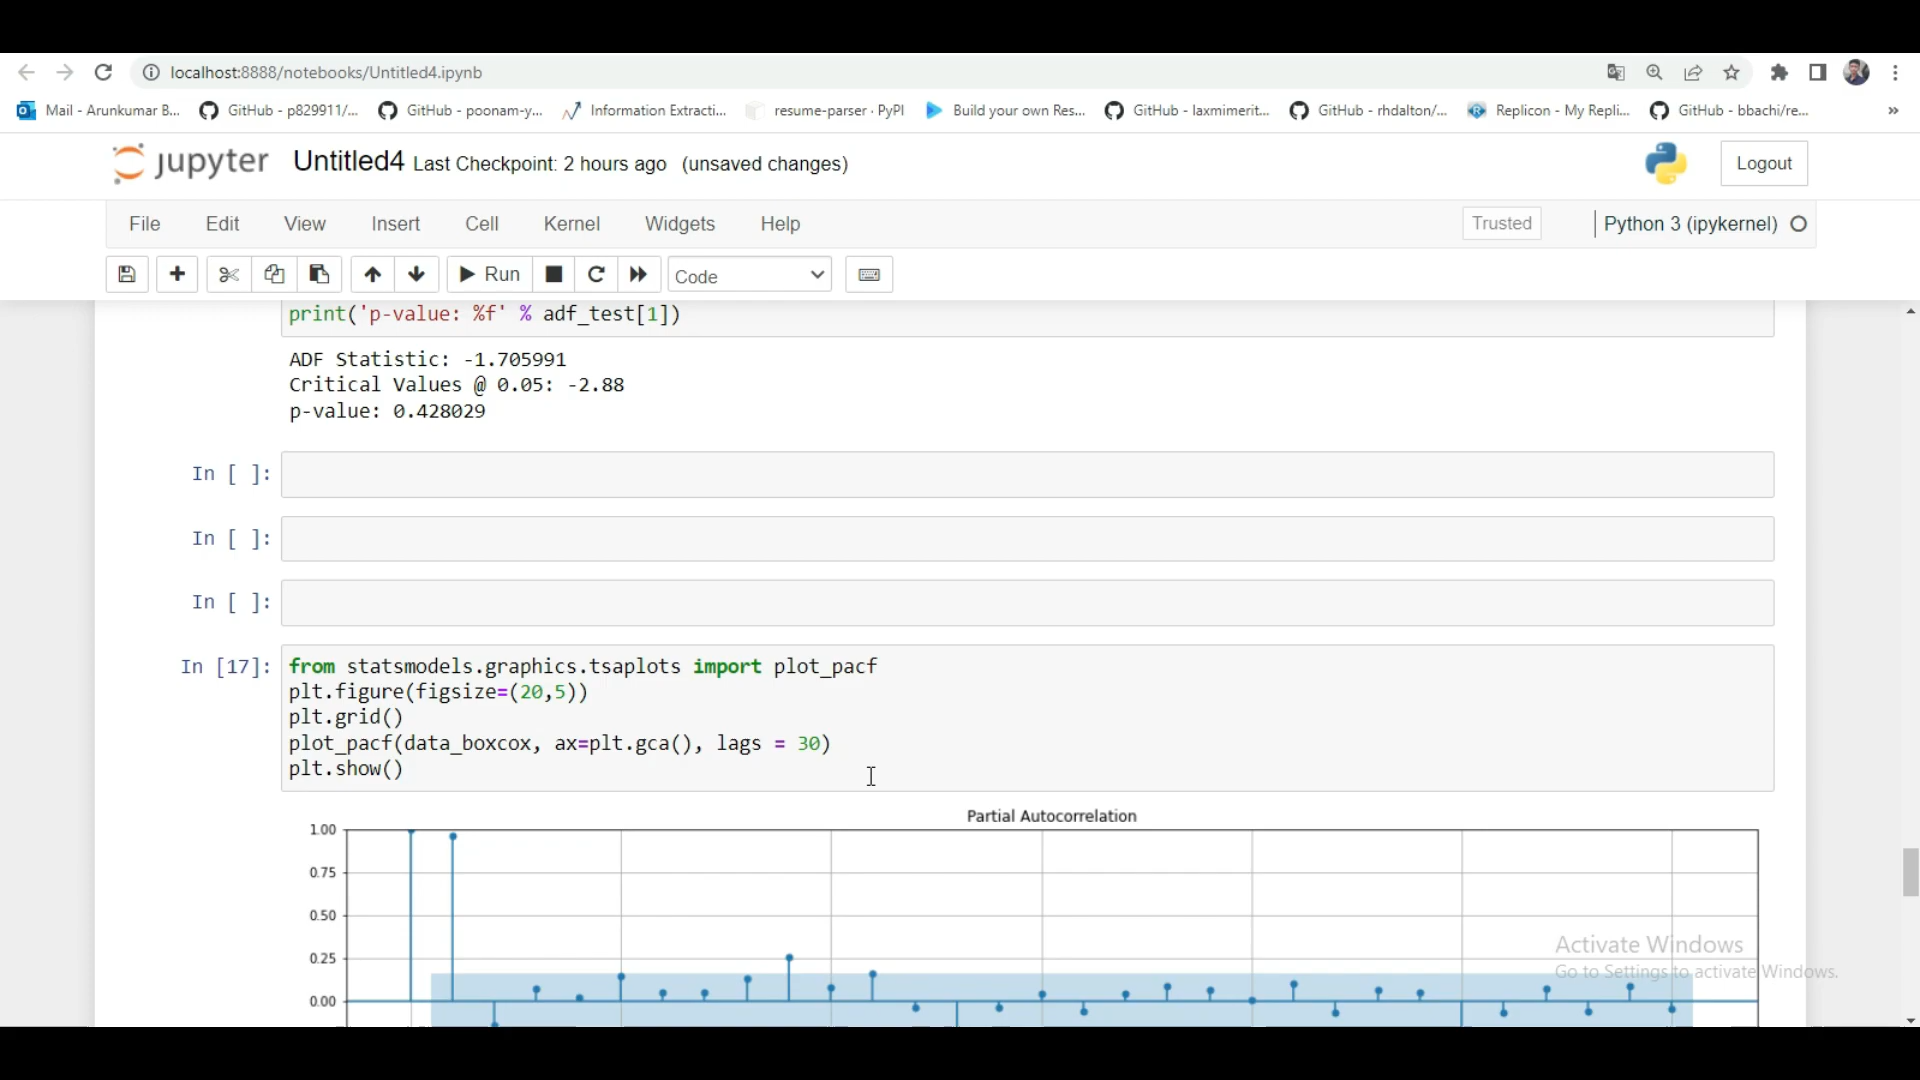 localhost:8888/notebooks/Untitled4.ipynb
Mail - Arunkumar B... GitHub - p829911/... GitHub - poonam-y... Information Extracti... resume-parser · PyPI Build your own Res... GitHub - laxmimerit... GitHub - rhdalton/... Replicon - My Repli... GitHub - bbachi/re... »
jupyter Untitled4 Last Checkpoint: 2 hours ago (unsaved changes) Logout
File Edit View Insert Cell Kernel Widgets Help Trusted Python 3 (ipykernel)
Run Code
print('p-value: %f' % adf_test[1])
ADF Statistic: -1.705991
Critical Values @ 0.05: -2.88
p-value: 0.428029
In [ ]:
In [ ]:
In [ ]:
In [17]: from statsmodels.graphics.tsaplots import plot_pacf
plt.figure(figsize=(20,5))
plt.grid()
plot_pacf(data_boxcox, ax=plt.gca(), lags = 30)
plt.show()
Partial Autocorrelation
1.00
0.75
0.50
0.25
0.00
Activate Windows
Go to Settings to activate Windows.